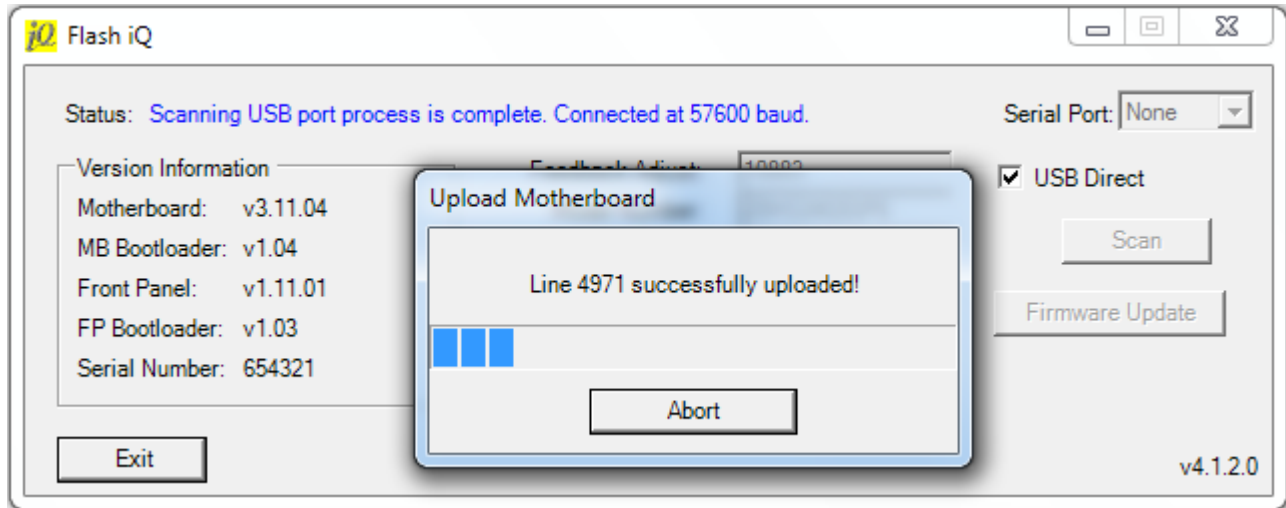 iQ Flash iQ
Status: Scanning USB port process is complete. Connected at 57600 baud.
Serial Port: None
Version Information
Motherboard: v3.11.04
MB Bootloader: v1.04
Front Panel: v1.11.01
FP Bootloader: v1.03
Serial Number: 654321
Exit
Upload Motherboard
Line 4971 successfully uploaded!
Abort
USB Direct
Scan
Firmware Update
v4.1.2.0